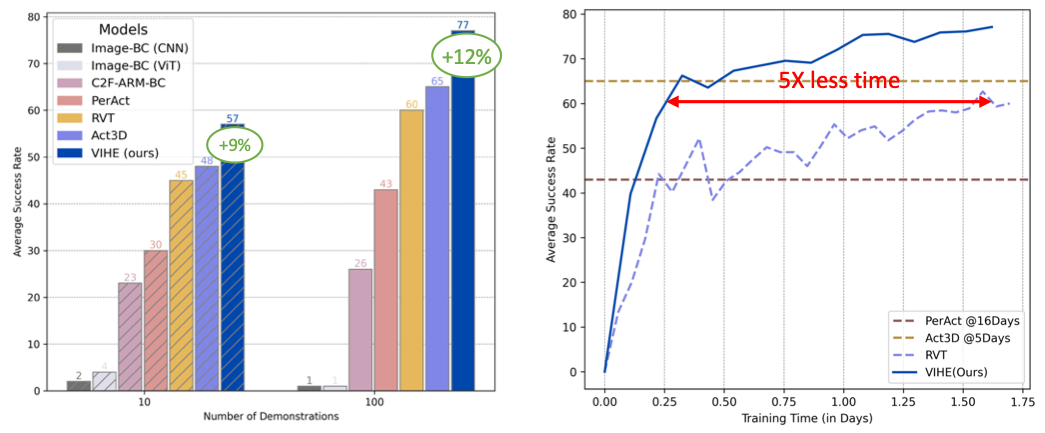 Models
Image-BC (CNN)
Image-BC (ViT)
C2F-ARM-BC
PerAct
RVT
Act3D
VIHE (ours)
Average Success Rate
80
70
60
50
40
30
20
10
0
2
4
23
30
45
48
57
+9%
1
1
26
43
60
65
77
+12%
10
100
Number of Demonstrations
Average Success Rate
80
70
60
50
40
30
20
10
0
5X less time
PerAct @16Days
Act3D @5Days
RVT
VIHE(Ours)
0.00
0.25
0.50
0.75
1.00
1.25
1.50
1.75
Training Time (in Days)